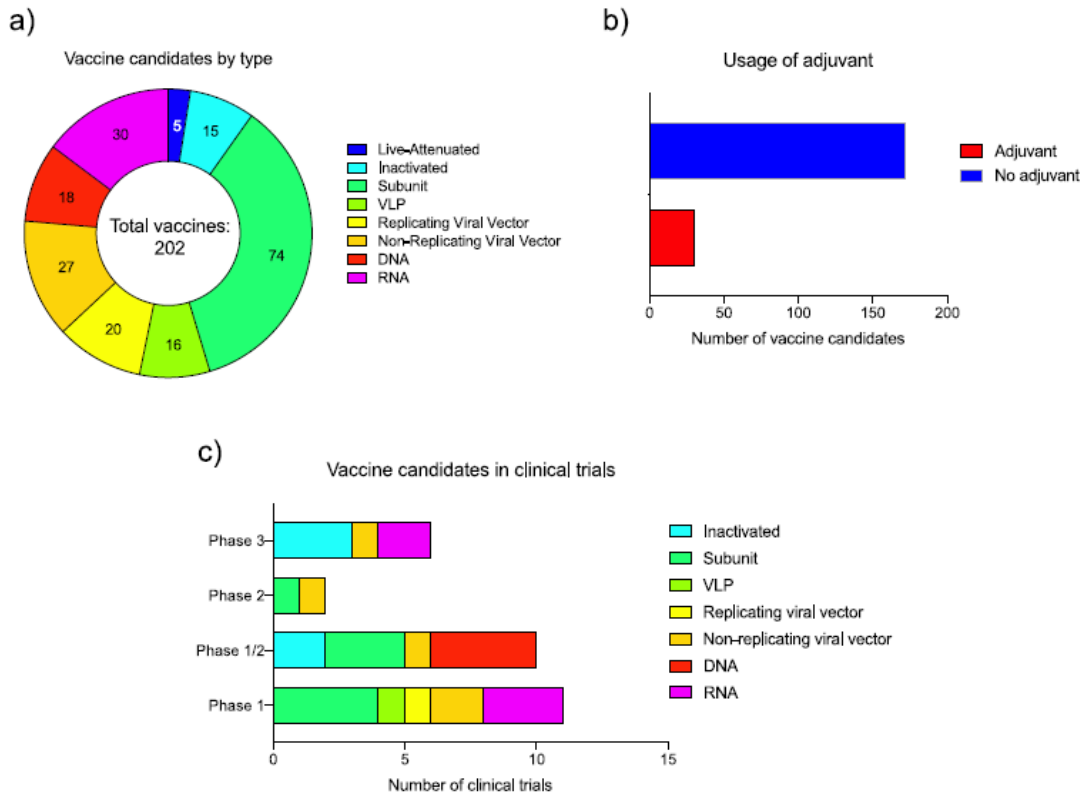 a)
Vaccine candidates by type
5
15
74
16
20
27
18
30
Total vaccines:
202
Live-Attenuated
Inactivated
Subunit
VLP
Replicating Viral Vector
Non-Replicating Viral Vector
DNA
RNA
b)
Usage of adjuvant
Adjuvant
No adjuvant
0 50 100 150 200
Number of vaccine candidates
c)
Vaccine candidates in clinical trials
Phase 3
Phase 2
Phase 1/2
Phase 1
0 5 10 15
Number of clinical trials
Inactivated
Subunit
VLP
Replicating viral vector
Non-replicating viral vector
DNA
RNA